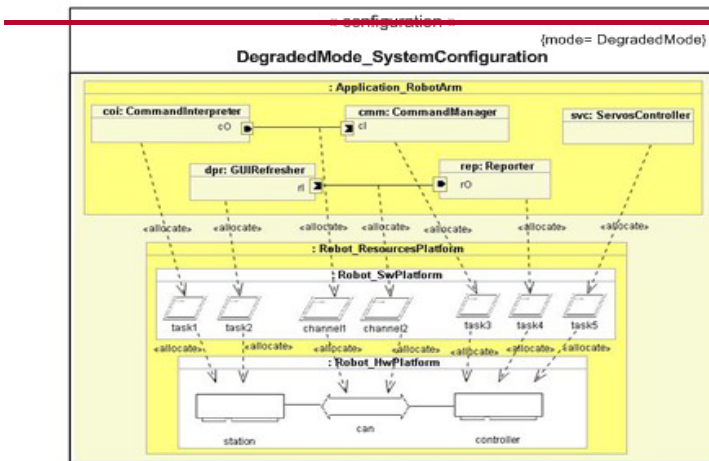 « configuration »
{mode= DegradedMode}
DegradedMode_SystemConfiguration
: Application_RobotArm
coi: CommandInterpreter
cO
cmm: CommandManager
cI
svc: ServosController
dpr: GUIRefresher
rI
rep: Reporter
rO
«allocate» «allocate» «allocate» «allocate» «allocate» «allocate» «allocate»
: Robot_ResourcesPlatform
: Robot_SwPlatform
task1 task2 channel1 channel2 task3 task4 task5
«allocate» «allocate» «allocate» «allocate» «allocate» «allocate» «allocate»
: Robot_HwPlatform
station
can
controller